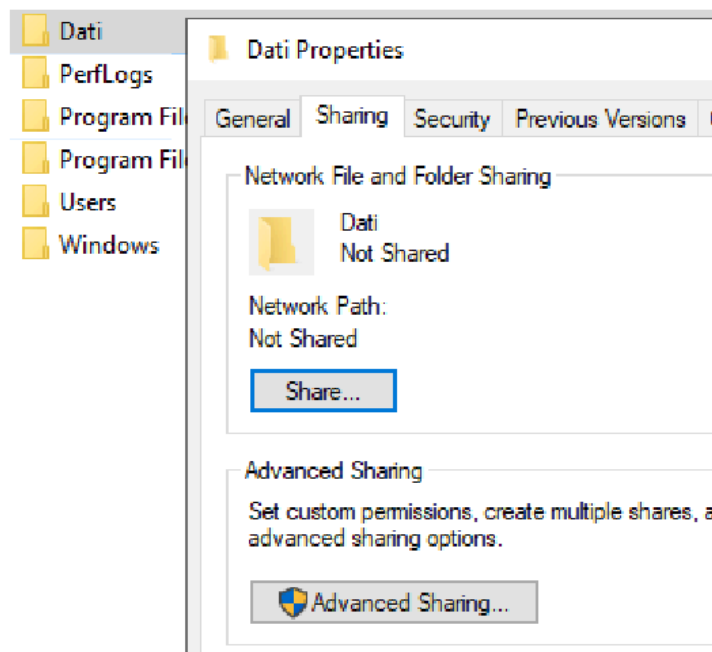 Dati
PerfLogs
Program Fil
Program Fil
Users
Windows
Dati Properties
General
Sharing
Security
Previous Versions
Network File and Folder Sharing
Dati
Not Shared
Network Path:
Not Shared
Share...
Advanced Sharing
Set custom permissions, create multiple shares, a
advanced sharing options.
Advanced Sharing...